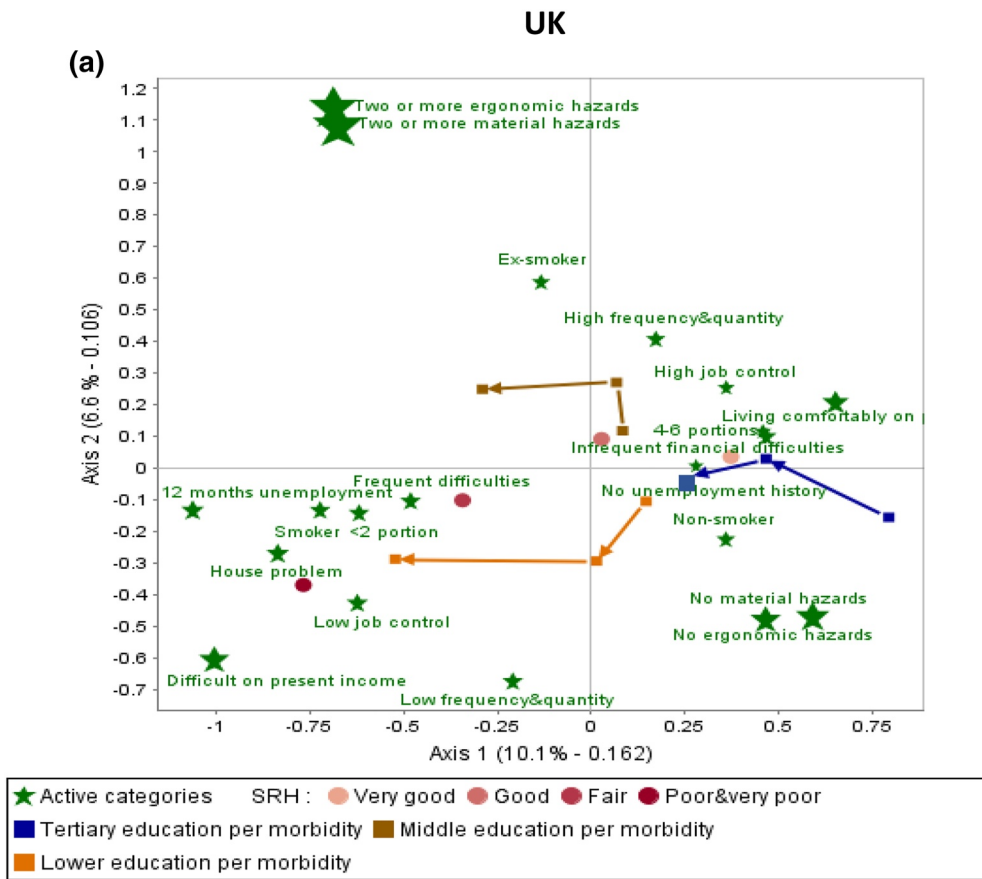 UK
(a)
1.2
1.1
1
0.9
0.8
0.7
0.6
0.5
0.4
0.3
0.2
0.1
0
-0.1
-0.2
-0.3
-0.4
-0.5
-0.6
-0.7
Axis 2 (6.6 % - 0.106)
Two or more ergonomic hazards
Two or more material hazards
Ex-smoker
High frequency&quantity
High job control
Living comfortably on
4-6 portions
Infrequent financial difficulties
Frequent difficulties
12 months unemployment
No unemployment history
Smoker <2 portion
Non-smoker
House problem
No material hazards
Low job control
No ergonomic hazards
Difficult on present income
Low frequency&quantity
-1 -0.75 -0.5 -0.25 0 0.25 0.5 0.75
Axis 1 (10.1% - 0.162)
Active categories SRH : Very good Good Fair Poor&very poor
Tertiary education per morbidity Middle education per morbidity
Lower education per morbidity